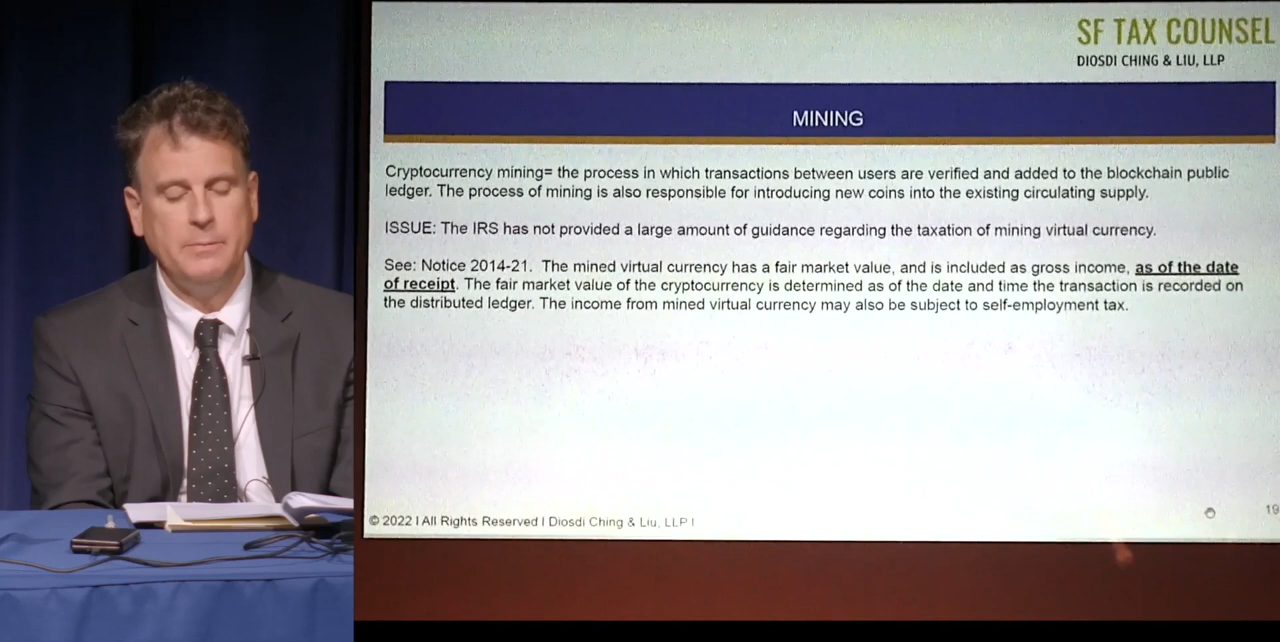 SF TAX COUNSEL
DIOSDI CHING & LIU, LLP
MINING
Cryptocurrency mining= the process in which transactions between users are verified and added to the blockchain public
ledger. The process of mining is also responsible for introducing new coins into the existing circulating supply.
ISSUE: The IRS has not provided a large amount of guidance regarding the taxation of mining virtual currency.
See: Notice 2014-21. The mined virtual currency has a fair market value, and is included as gross income, as of the date
of receipt. The fair market value of the cryptocurrency is determined as of the date and time the transaction is recorded on
the distributed ledger. The income from mined virtual currency may also be subject to self-employment tax.
© 2022 I All Rights Reserved I Diosdi Ching & Liu, LLP I
19